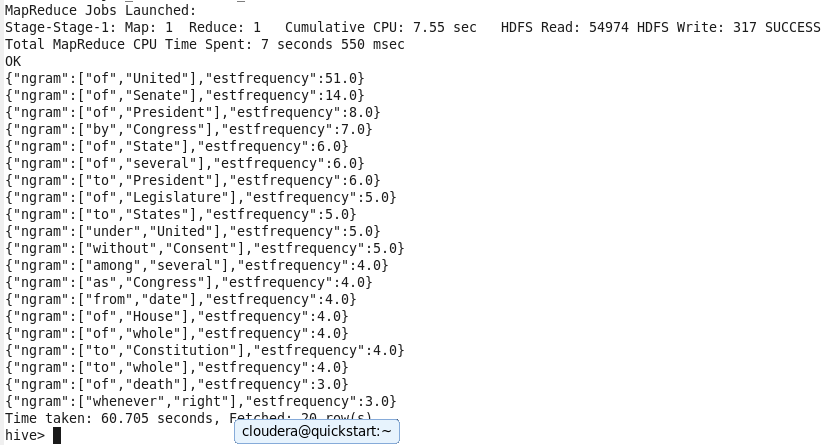 MapReduce Jobs Launched:
Stage-Stage-1: Map: 1  Reduce: 1   Cumulative CPU: 7.55 sec   HDFS Read: 54974 HDFS Write: 317 SUCCESS
Total MapReduce CPU Time Spent: 7 seconds 550 msec
OK
{"ngram":["of","United"],"estfrequency":51.0}
{"ngram":["of","Senate"],"estfrequency":14.0}
{"ngram":["of","President"],"estfrequency":8.0}
{"ngram":["by","Congress"],"estfrequency":7.0}
{"ngram":["of","State"],"estfrequency":6.0}
{"ngram":["of","several"],"estfrequency":6.0}
{"ngram":["to","President"],"estfrequency":6.0}
{"ngram":["of","Legislature"],"estfrequency":5.0}
{"ngram":["to","States"],"estfrequency":5.0}
{"ngram":["under","United"],"estfrequency":5.0}
{"ngram":["without","Consent"],"estfrequency":5.0}
{"ngram":["among","several"],"estfrequency":4.0}
{"ngram":["as","Congress"],"estfrequency":4.0}
{"ngram":["from","date"],"estfrequency":4.0}
{"ngram":["of","House"],"estfrequency":4.0}
{"ngram":["of","whole"],"estfrequency":4.0}
{"ngram":["to","Constitution"],"estfrequency":4.0}
{"ngram":["to","whole"],"estfrequency":4.0}
{"ngram":["of","death"],"estfrequency":3.0}
{"ngram":["whenever","right"],"estfrequency":3.0}
Time taken: 60.705 seconds, Fetched: 20 row(s)
cloudera@quickstart:~
hive>